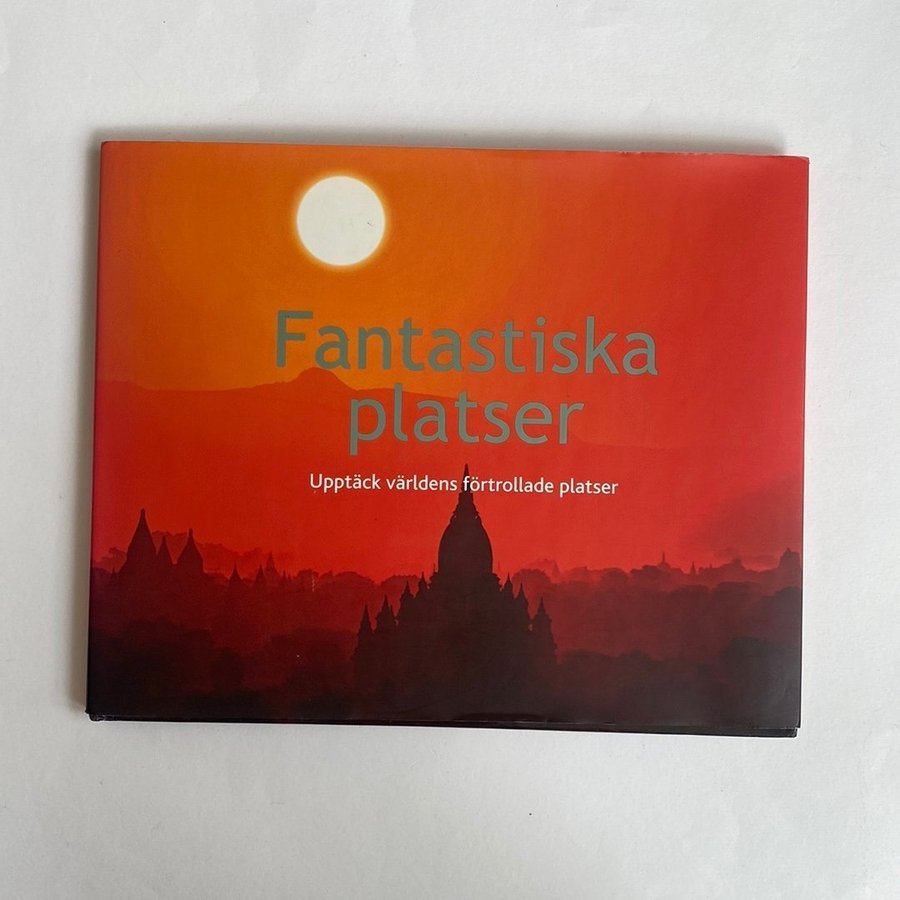 Fantastiska
platser
Upptäck världens förtrollade platser